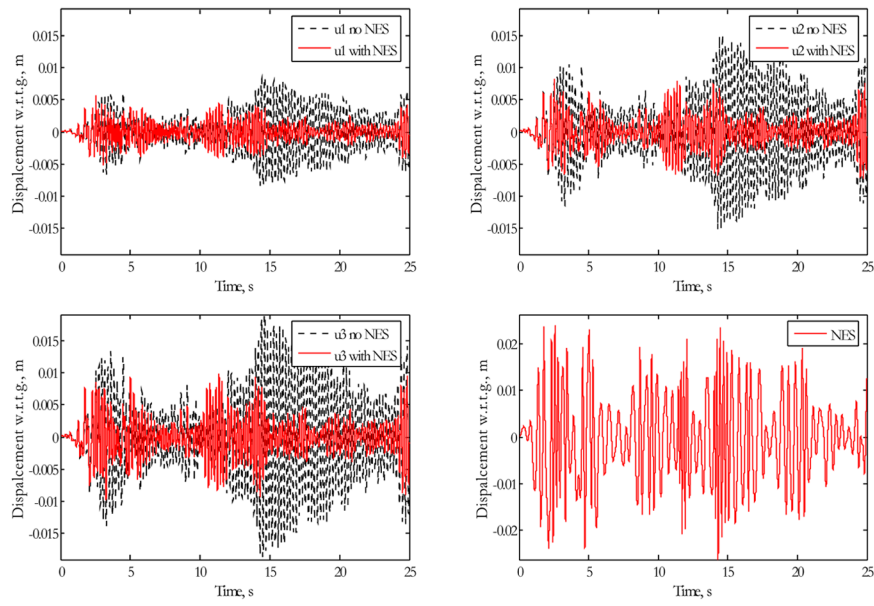 u1 no NES
u1 with NES
0.015
0.01
0.005
0
-0.005
-0.01
-0.015
Dispalcement w.r.t.g., m
0 5 10 15 20 25
Time, s
u2 no NES
u2 with NES
0.015
0.01
0.005
0
-0.005
-0.01
-0.015
Dispalcement w.r.t.g., m
0 5 10 15 20 25
Time, s
u3 no NES
u3 with NES
0.015
0.01
0.005
0
-0.005
-0.01
-0.015
Dispalcement w.r.t.g., m
0 5 10 15 20 25
Time, s
NES
0.02
0.01
0
-0.01
-0.02
Dispalcement w.r.t.g., m
0 5 10 15 20 25
Time, s